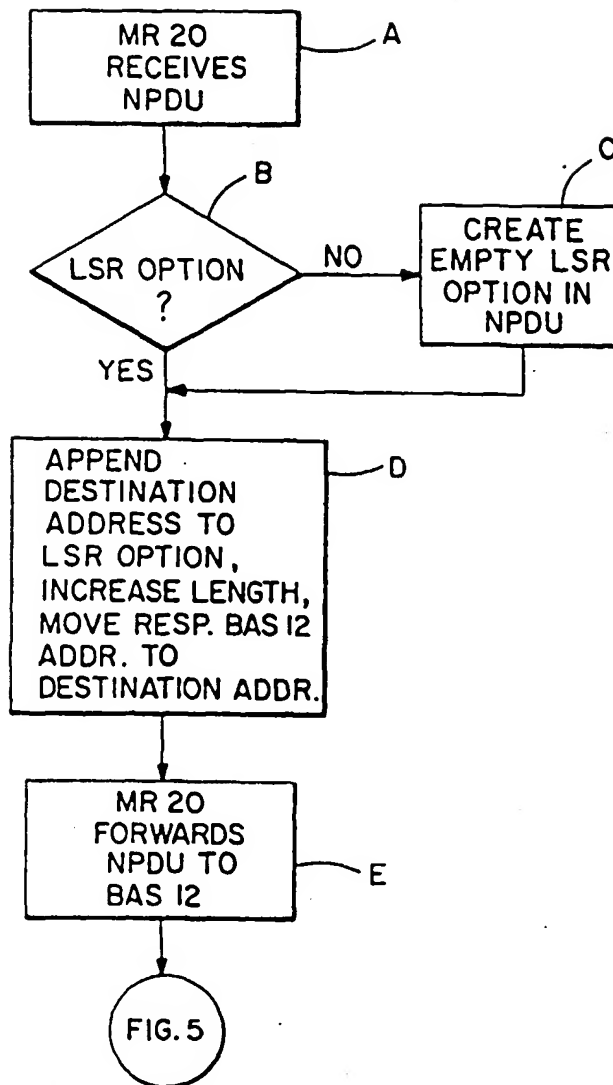 MR 20
RECEIVES
NPDU
A
B
LSR OPTION
?
NO
C
CREATE
EMPTY LSR
OPTION IN
NPDU
YES
APPEND
DESTINATION
ADDRESS TO
LSR OPTION,
INCREASE LENGTH,
MOVE RESP. BAS 12
ADDR. TO
DESTINATION ADDR.
D
MR 20
FORWARDS
NPDU TO
BAS 12
E
FIG. 5